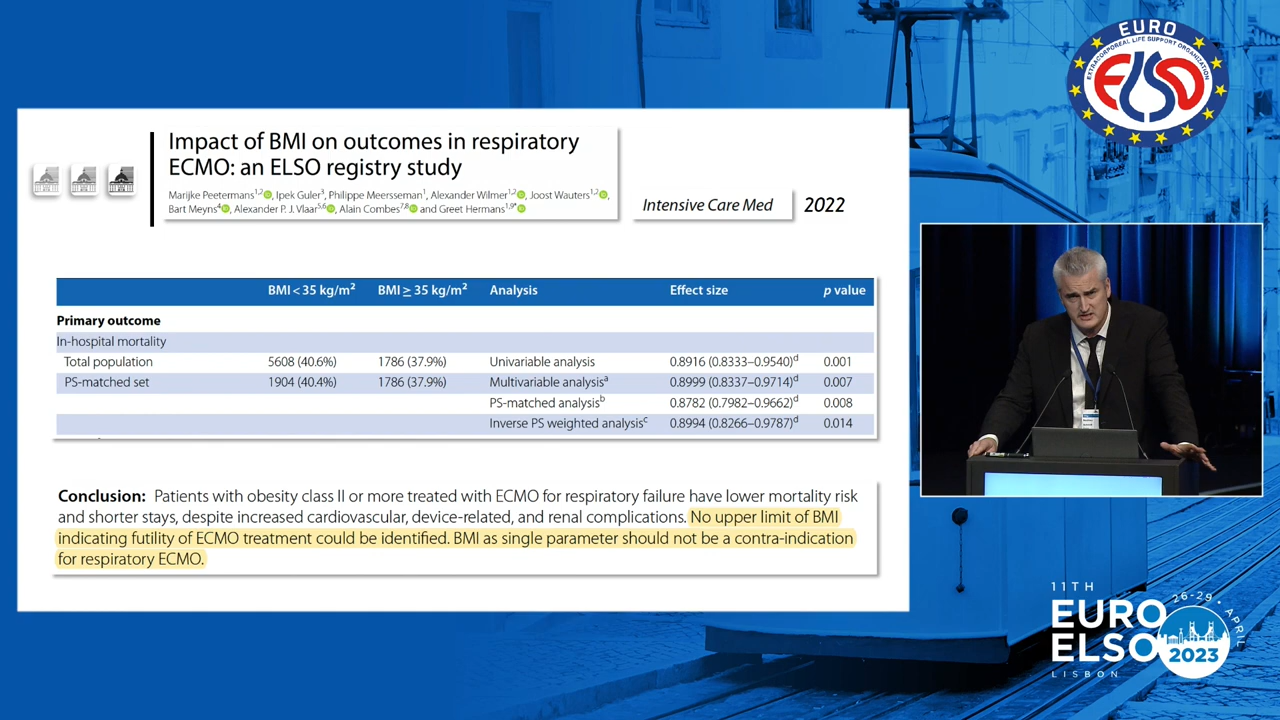 Impact of BMI on outcomes in respiratory
ECMO: an ELSO registry study
Marijke Peetermans1,2, Ipek Guler3, Philippe Meersseman1, Alexander Wilmer1,2, Joost Wauters1,2,
Bart Meyns4, Alexander P. J. Vlaar5,6, Alain Combes7,8 and Greet Hermans1,9*
Intensive Care Med 2022
BMI < 35 kg/m² BMI ≥ 35 kg/m² Analysis Effect size p value
Primary outcome
In-hospital mortality
Total population 5608 (40.6%) 1786 (37.9%) Univariable analysis 0.8916 (0.8333–0.9540)d 0.001
PS-matched set 1904 (40.4%) 1786 (37.9%) Multivariable analysisa 0.8999 (0.8337–0.9714)d 0.007
PS-matched analysisb 0.8782 (0.7982–0.9662)d 0.008
Inverse PS weighted analysisc 0.8994 (0.8266–0.9787)d 0.014
Conclusion: Patients with obesity class II or more treated with ECMO for respiratory failure have lower mortality risk
and shorter stays, despite increased cardiovascular, device-related, and renal complications. No upper limit of BMI
indicating futility of ECMO treatment could be identified. BMI as single parameter should not be a contra-indication
for respiratory ECMO.
EURO
EXTRACORPOREAL LIFE SUPPORT ORGANIZATION
ELSO
11TH
EURO
ELSO
LISBON
26-29 • APRIL
2023